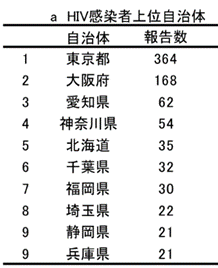 a HIV感染者上位自治体
自治体 報告数
1 東京都 364
2 大阪府 168
3 愛知県 62
4 神奈川県 54
5 北海道 35
6 千葉県 32
7 福岡県 30
8 埼玉県 22
9 静岡県 21
9 兵庫県 21